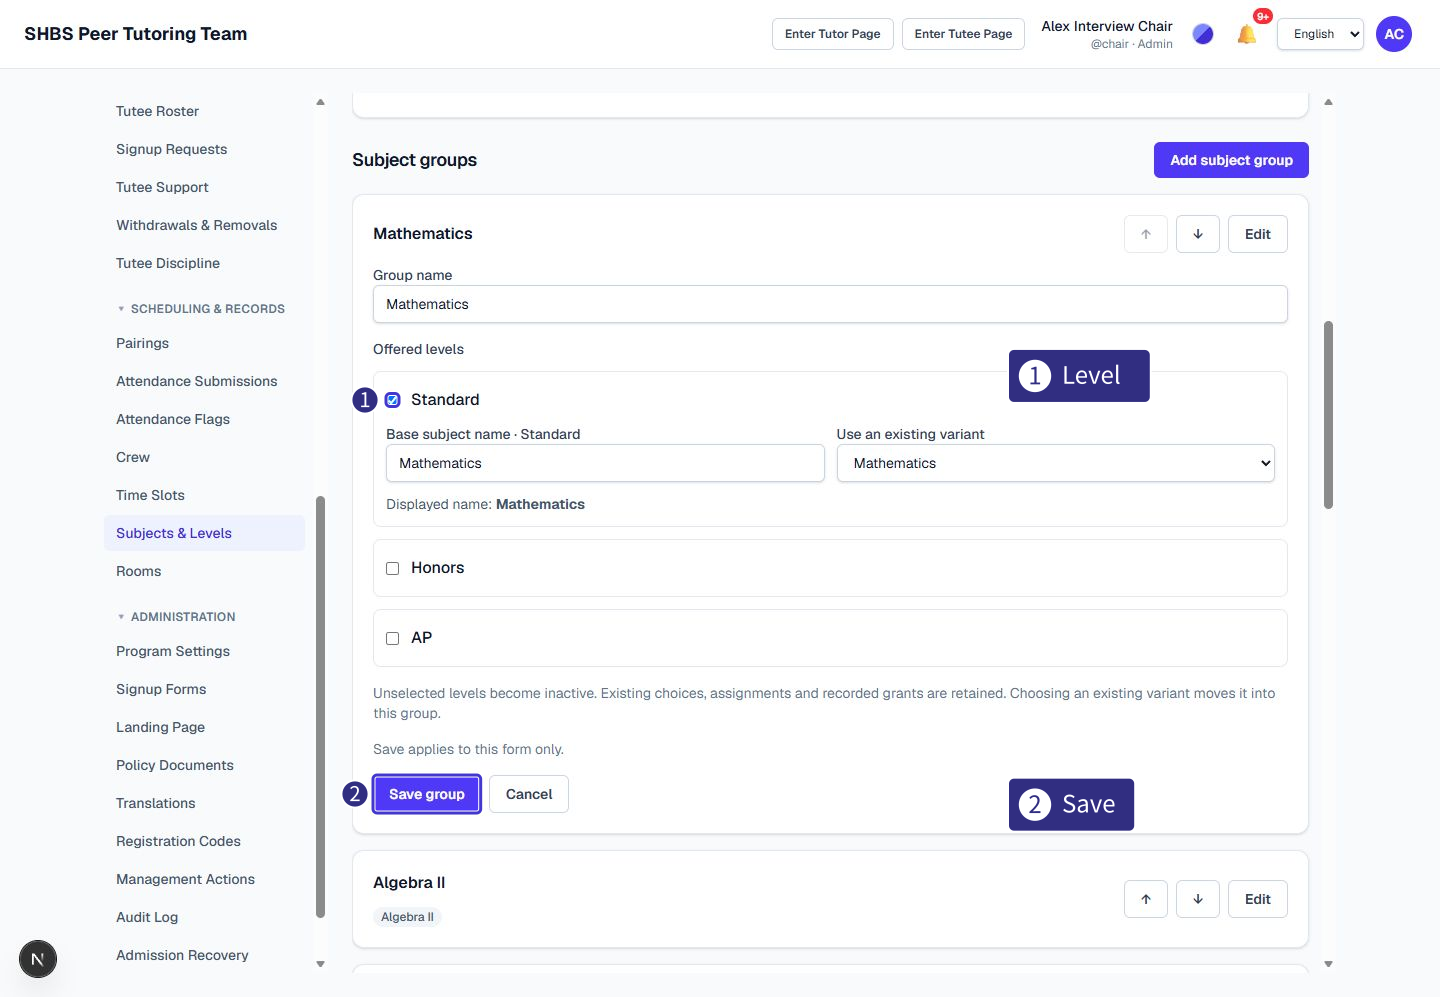 SHBS Peer Tutoring Team
Enter Tutor Page
Enter Tutee Page
Alex Interview Chair
@chair · Admin
9+
English
AC
Tutee Roster
Signup Requests
Tutee Support
Withdrawals & Removals
Tutee Discipline
SCHEDULING & RECORDS
Pairings
Attendance Submissions
Attendance Flags
Crew
Time Slots
Subjects & Levels
Rooms
ADMINISTRATION
Program Settings
Signup Forms
Landing Page
Policy Documents
Translations
Registration Codes
Management Actions
Audit Log
Admission Recovery
N
Subject groups
Add subject group
Mathematics
↑
↓
Edit
Group name
Mathematics
Offered levels
1 Level
1
Standard
Base subject name · Standard
Use an existing variant
Mathematics
Mathematics
Displayed name: Mathematics
Honors
AP
Unselected levels become inactive. Existing choices, assignments and recorded grants are retained. Choosing an existing variant moves it into
this group.
Save applies to this form only.
2
Save group
Cancel
2 Save
Algebra II
Algebra II
↑
↓
Edit